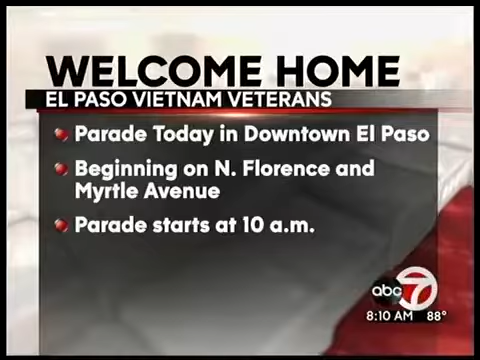 WELCOME HOME
EL PASO VIETNAM VETERANS
Parade Today in Downtown El Paso
Beginning on N. Florence and
Myrtle Avenue
Parade starts at 10 a.m.
abc 7
8:10 AM 88°